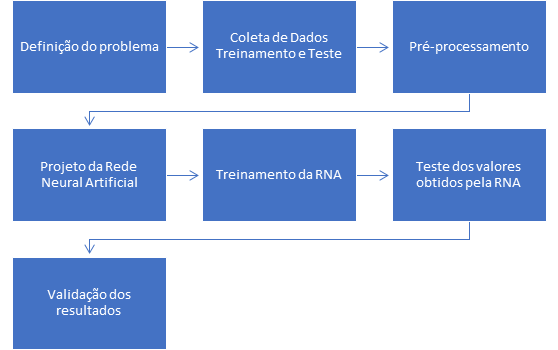 Definição do problema
Coleta de Dados
Treinamento e Teste
Pré-processamento
Projeto da Rede
Neural Artificial
Treinamento da RNA
Teste dos valores
obtidos pela RNA
Validação dos
resultados